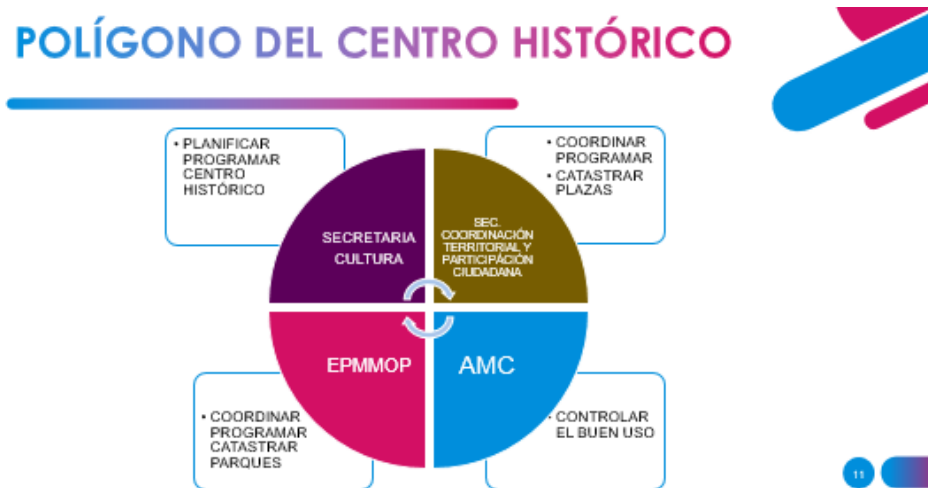 POLÍGONO DEL CENTRO HISTÓRICO
• PLANIFICAR
PROGRAMAR
CENTRO
HISTÓRICO
• COORDINAR
PROGRAMAR
• CATASTRAR
PLAZAS
SECRETARIA
CULTURA
SEC.
COORDINACIÓN
TERRITORIAL Y
PARTICIPACIÓN
CIUDADANA
EPMMOP
AMC
• COORDINAR
PROGRAMAR
CATASTRAR
PARQUES
• CONTROLAR
EL BUEN USO
11